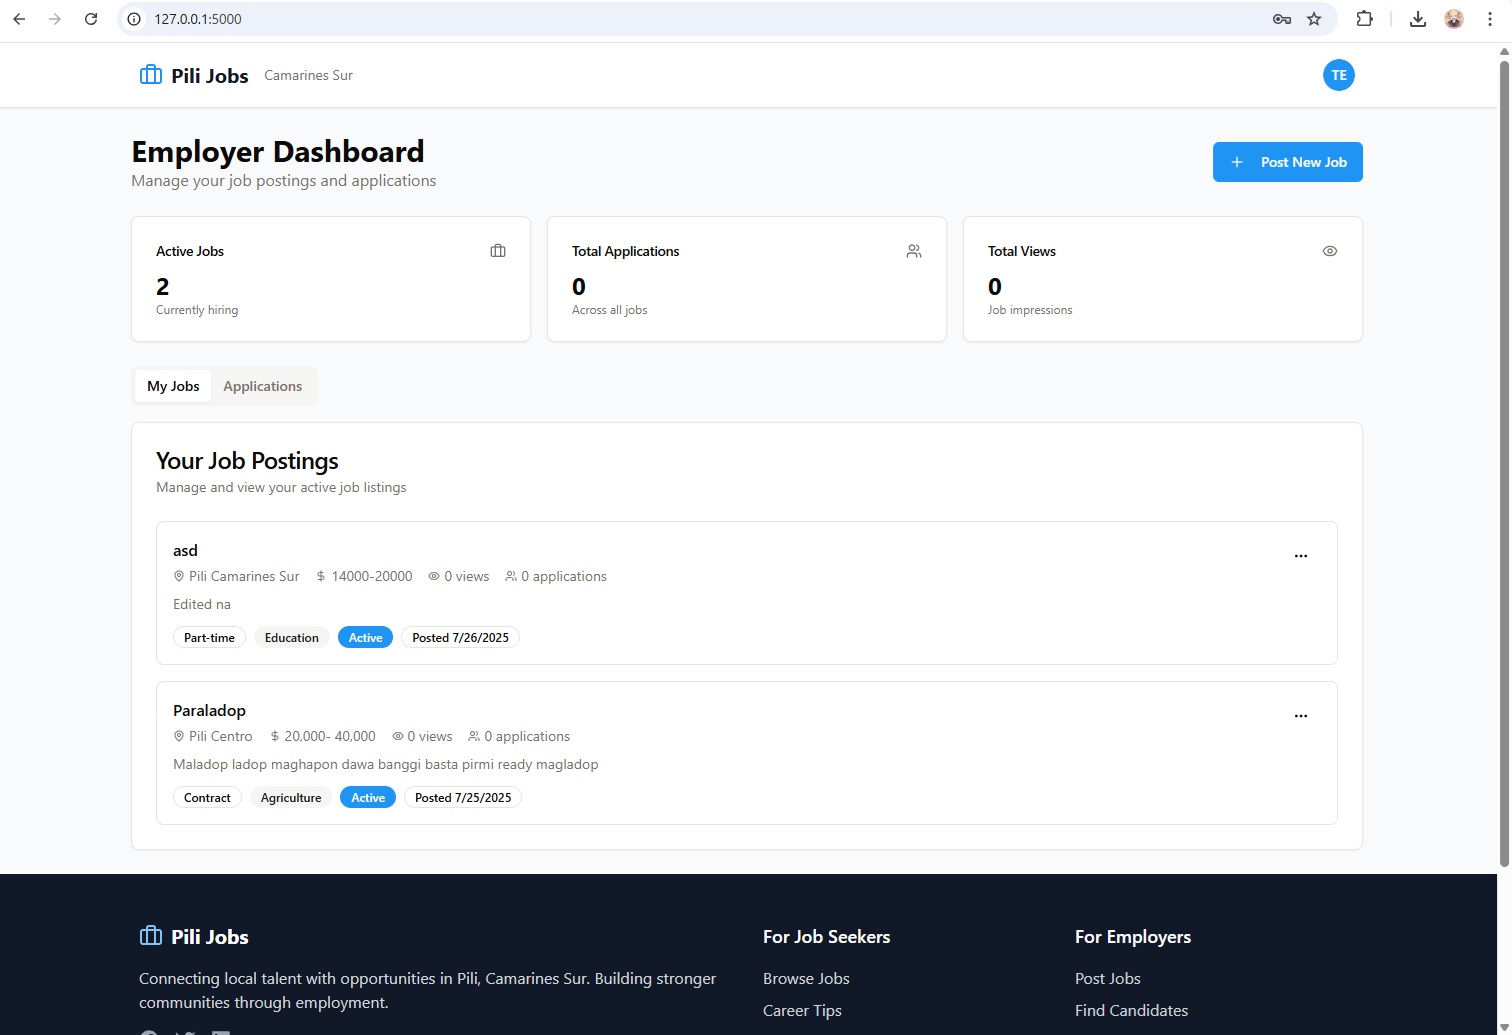 127.0.0.1:5000
Pili Jobs Camarines Sur
TE
Employer Dashboard
Manage your job postings and applications
+ Post New Job
Active Jobs
2
Currently hiring
Total Applications
0
Across all jobs
Total Views
0
Job impressions
My Jobs Applications
Your Job Postings
Manage and view your active job listings
asd
...
Pili Camarines Sur $ 14000-20000 0 views 0 applications
Edited na
Part-time Education Active Posted 7/26/2025
Paraladop
...
Pili Centro $ 20,000- 40,000 0 views 0 applications
Maladop ladop maghapon dawa banggi basta pirmi ready magladop
Contract Agriculture Active Posted 7/25/2025
Pili Jobs
Connecting local talent with opportunities in Pili, Camarines Sur. Building stronger
communities through employment.
For Job Seekers
Browse Jobs
Career Tips
For Employers
Post Jobs
Find Candidates